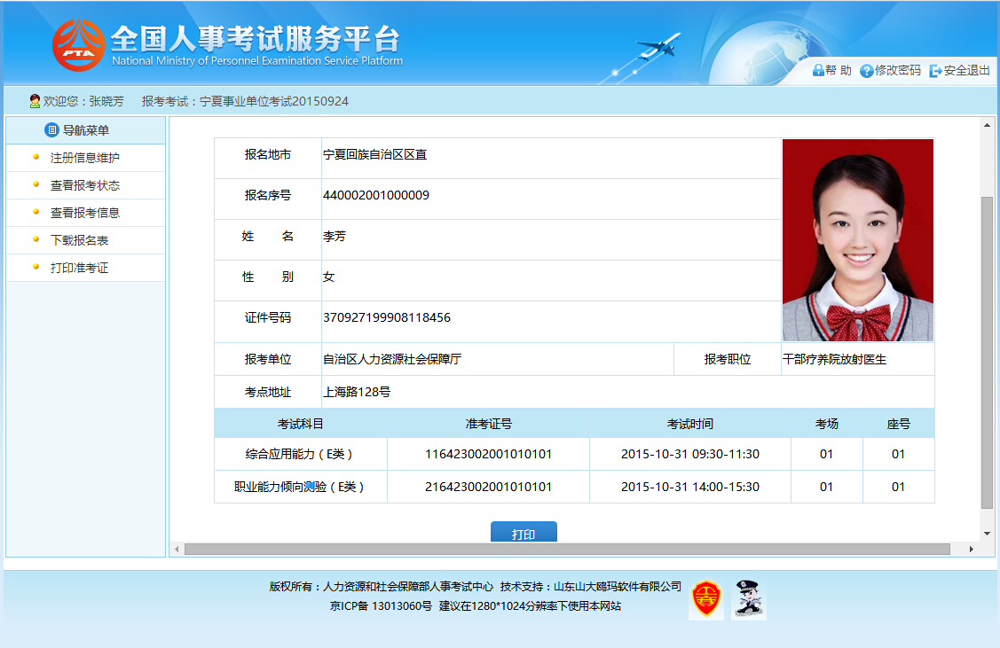 PTA
全国人事考试服务平台
National Ministry of Personnel Examination Service Platform
帮 助 修改密码 安全退出
欢迎您：张晓芳 报考考试：宁夏事业单位考试20150924
导航菜单
注册信息维护
查看报考状态
查看报考信息
下载报名表
打印准考证
报名地市 宁夏回族自治区区直
报名序号 440002001000009
姓 名 李芳
性 别 女
证件号码 370927199908118456
报考单位 自治区人力资源社会保障厅 报考职位 干部疗养院放射医生
考点地址 上海路128号
考试科目 准考证号 考试时间 考场 座号
综合应用能力（E类） 116423002001010101 2015-10-31 09:30-11:30 01 01
职业能力倾向测验（E类） 216423002001010101 2015-10-31 14:00-15:30 01 01
打印
版权所有：人力资源和社会保障部人事考试中心 技术支持：山东山大鸥玛软件有限公司
京ICP备 13013060号 建议在1280*1024分辨率下使用本网站